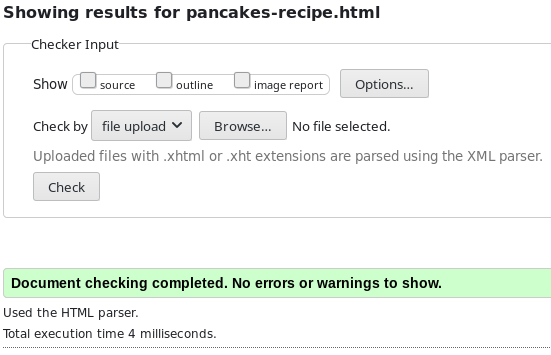 Showing results for pancakes-recipe.html
Checker Input
Show source outline image report Options...
Check by file upload Browse... No file selected.
Uploaded files with .xhtml or .xht extensions are parsed using the XML parser.
Check
Document checking completed. No errors or warnings to show.
Used the HTML parser.
Total execution time 4 milliseconds.